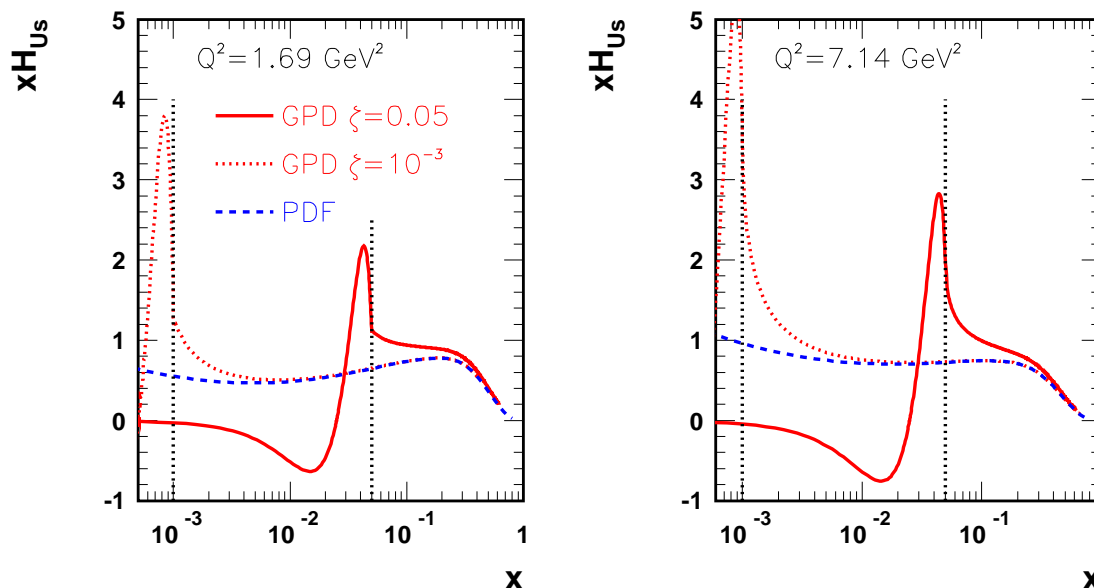 xH_Us
Q²=1.69 GeV²
GPD ζ=0.05
GPD ζ=10⁻³
PDF
5
4
3
2
1
0
-1
10⁻³
10⁻²
10⁻¹
1
x
xH_Us
Q²=7.14 GeV²
5
4
3
2
1
0
-1
10⁻³
10⁻²
10⁻¹
x